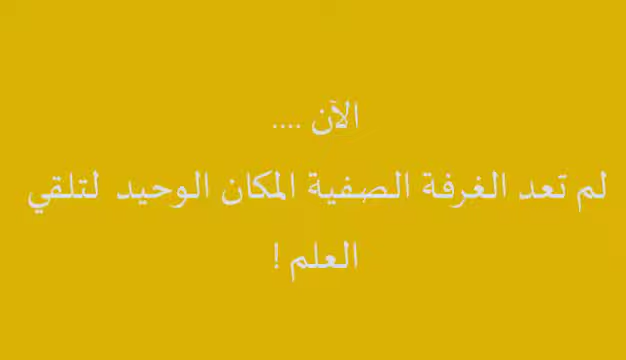 الآن ....
لم تعد الغرفة الصفية المكان الوحيد لتلقي
العلم !